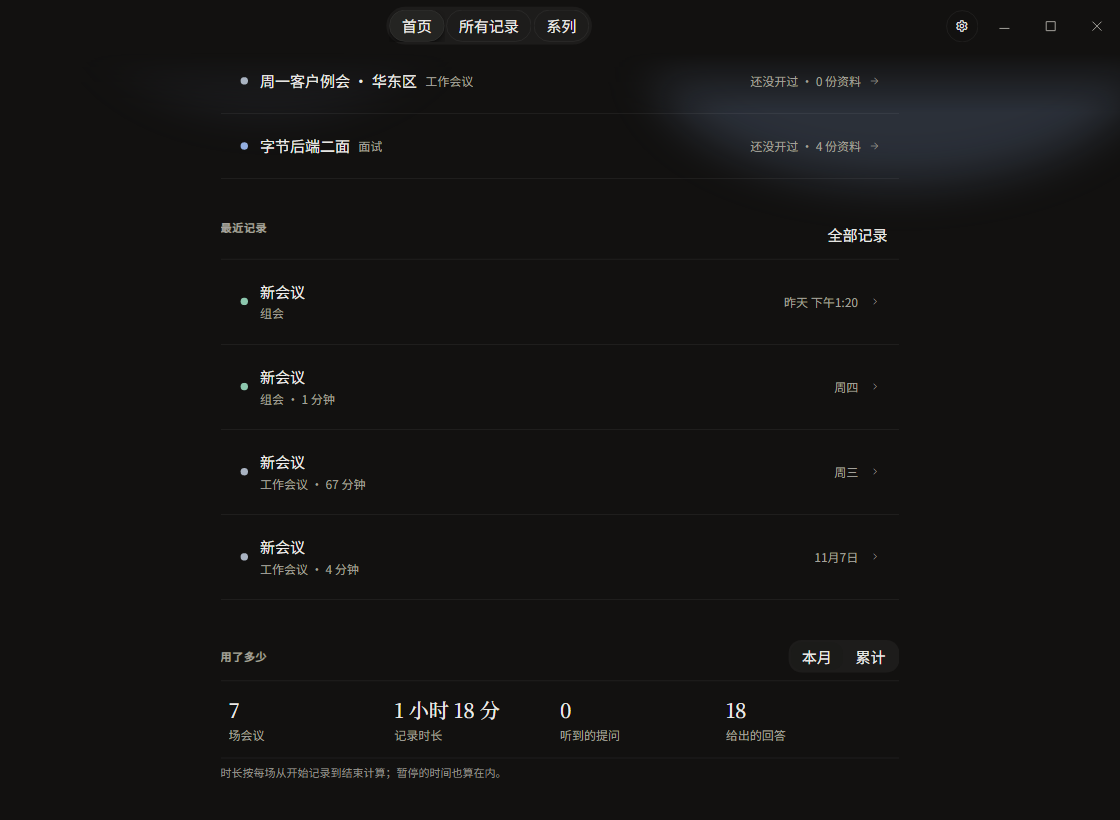 首页 所有记录 系列
周一客户例会 · 华东区 工作会议 还没开过 · 0 份资料 →
字节后端二面 面试 还没开过 · 4 份资料 →
最近记录 全部记录
新会议
组会 昨天 下午1:20
新会议
组会 · 1 分钟 周四
新会议
工作会议 · 67 分钟 周三
新会议
工作会议 · 4 分钟 11月7日
用了多少 本月 累计
7 1 小时 18 分 0 18
场会议 记录时长 听到的提问 给出的回答
时长按每场从开始记录到结束计算；暂停的时间也算在内。